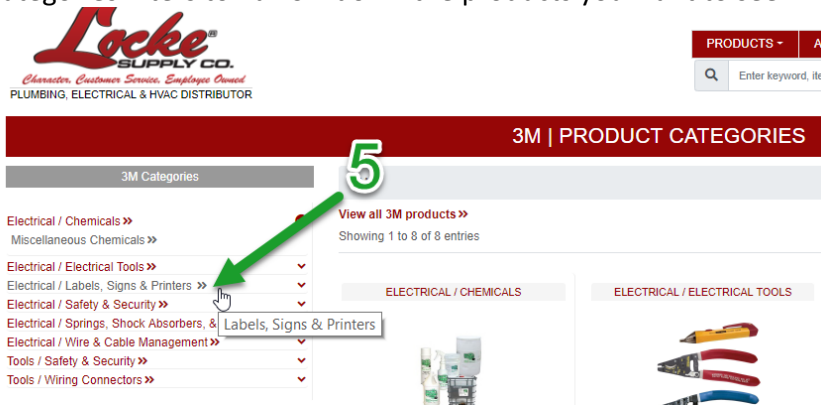 Locke®
SUPPLY CO.
Character, Customer Service, Employee Owned
PLUMBING, ELECTRICAL & HVAC DISTRIBUTOR
PRODUCTS
Enter keyword, ite
3M | PRODUCT CATEGORIES
5
3M Categories
Electrical / Chemicals »
Miscellaneous Chemicals »
Electrical / Electrical Tools »
Electrical / Labels, Signs & Printers »
Electrical / Safety & Security »
Electrical / Springs, Shock Absorbers, &
Labels, Signs & Printers
Electrical / Wire & Cable Management »
Tools / Safety & Security »
Tools / Wiring Connectors »
View all 3M products »
Showing 1 to 8 of 8 entries
ELECTRICAL / CHEMICALS
ELECTRICAL / ELECTRICAL TOOLS